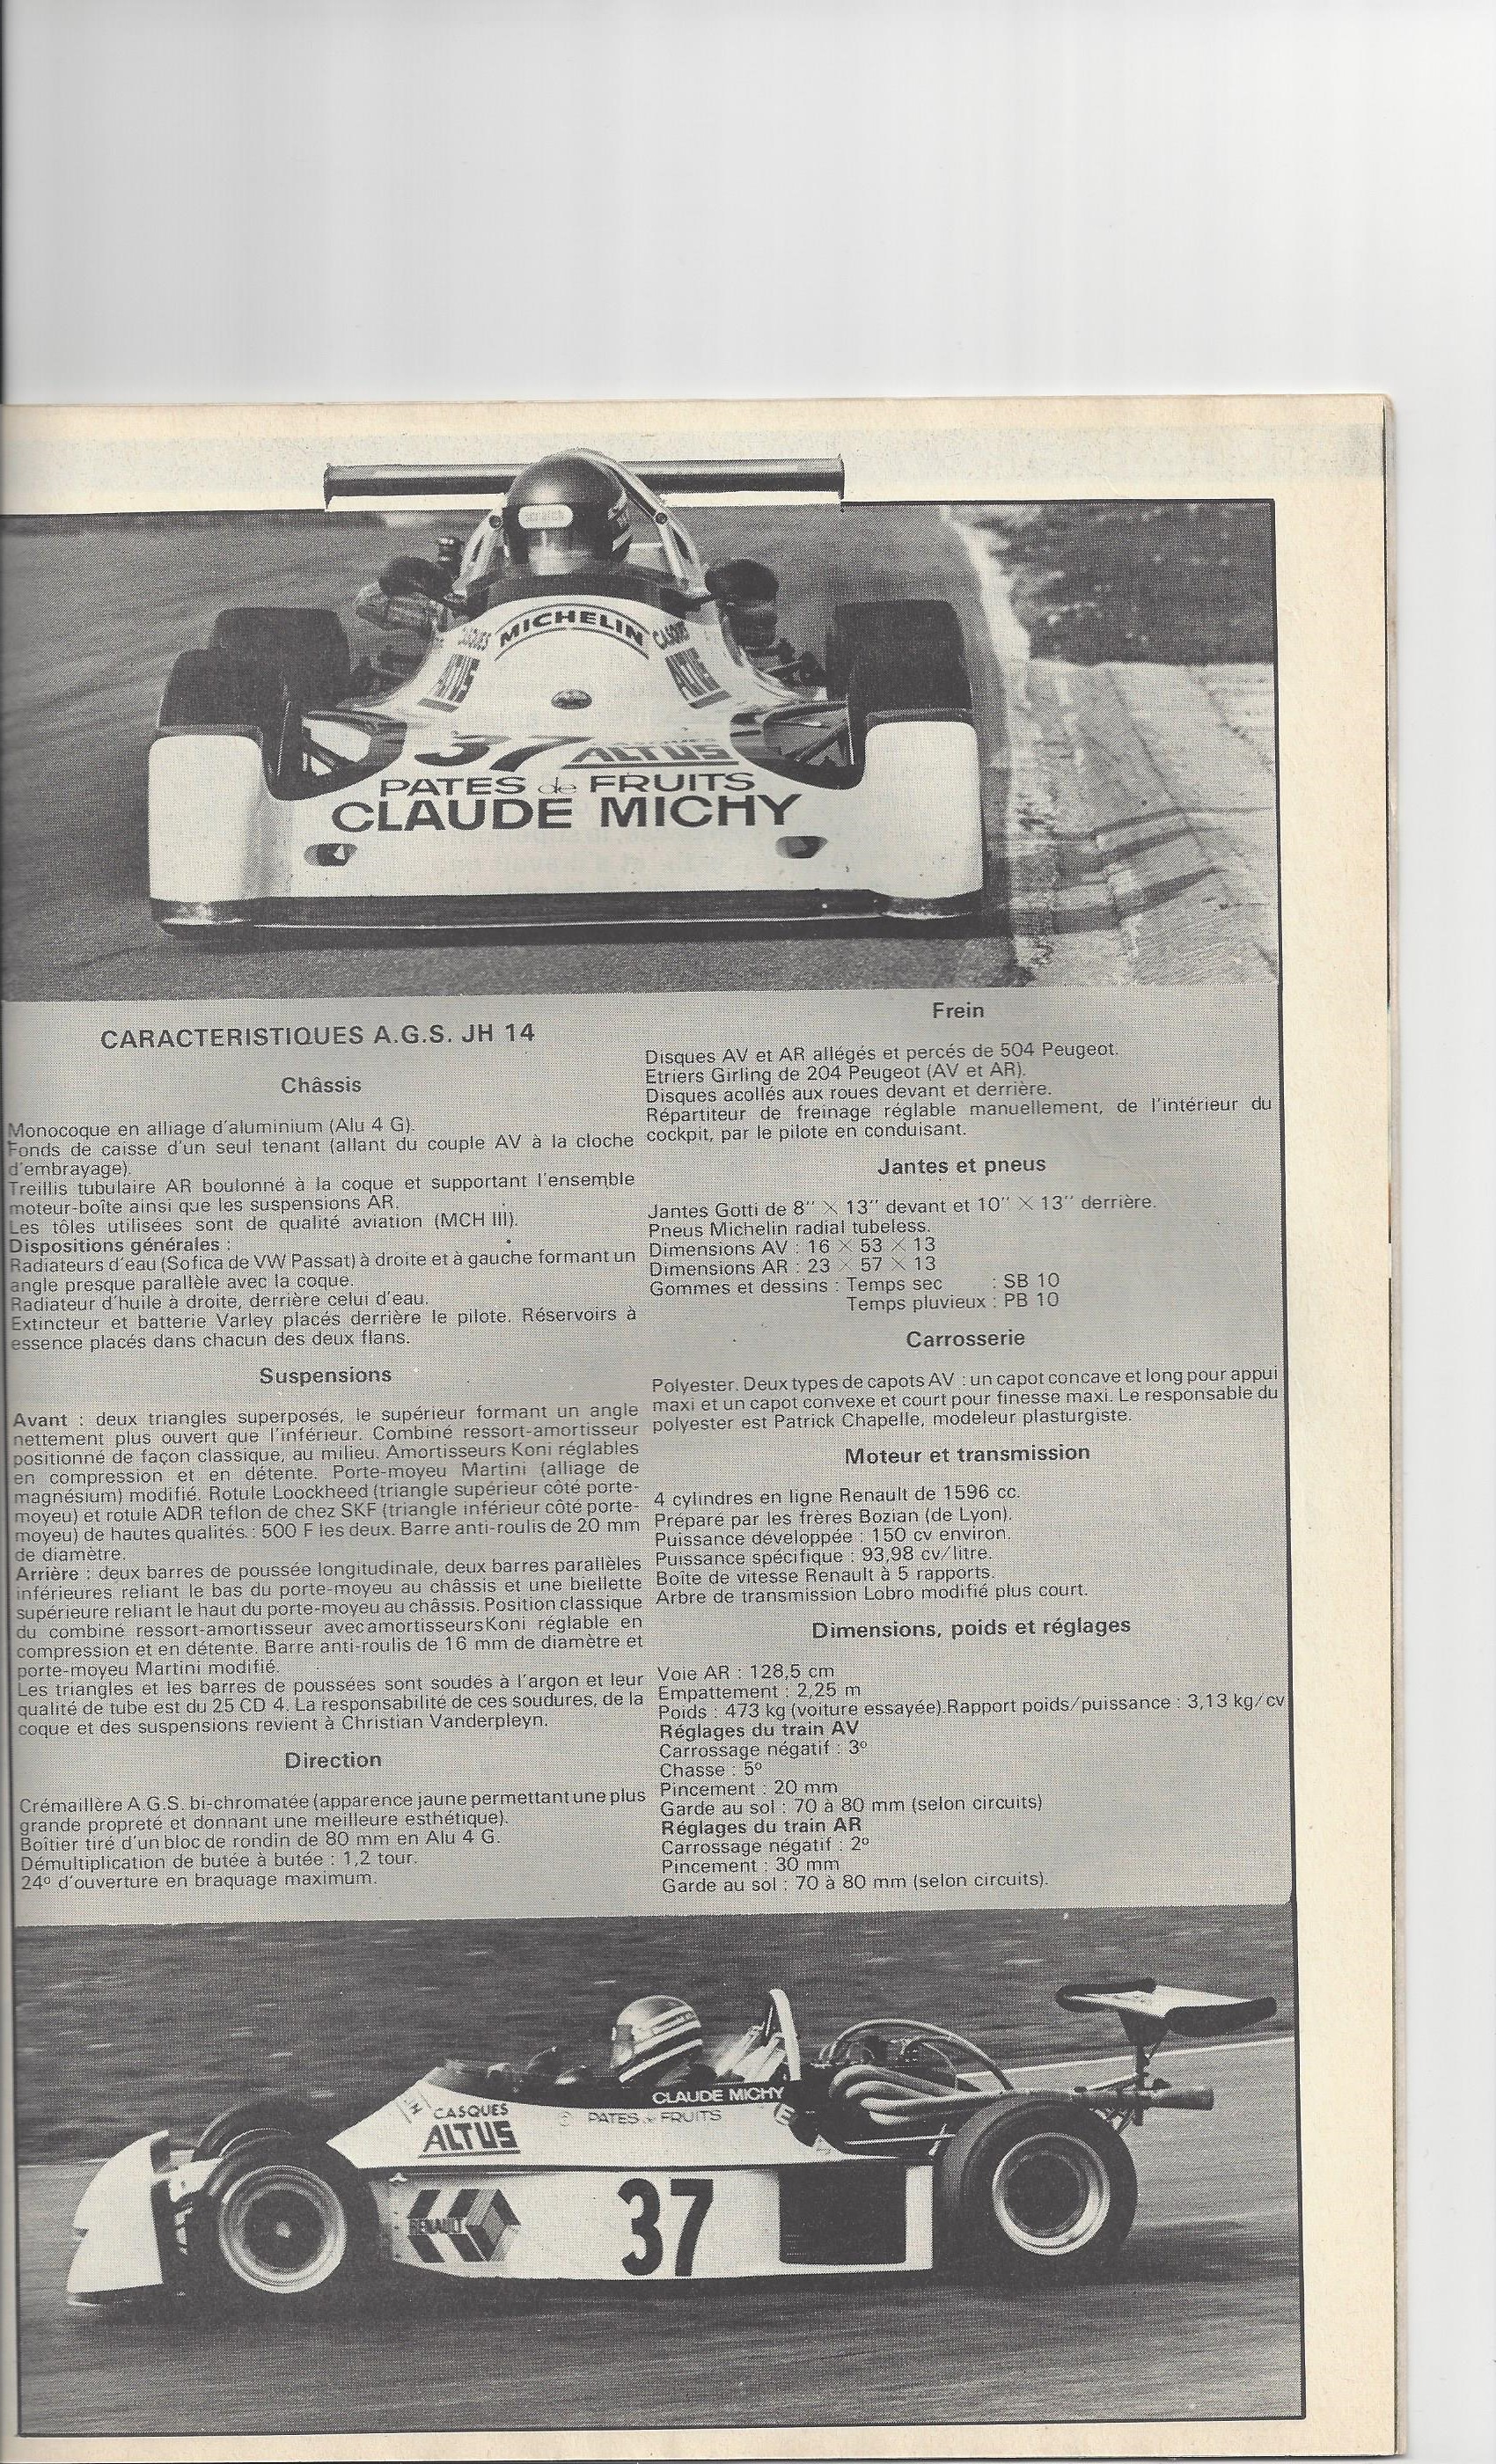 MICHELIN
CASQUES
CASQUES
ALTUS
ALTUS
37 ALTUS
PATES de FRUITS
CLAUDE MICHY
CARACTERISTIQUES A.G.S. JH 14
Châssis
Monocoque en alliage d'aluminium (Alu 4 G).
Fonds de caisse d'un seul tenant (allant du couple AV à la cloche
d'embrayage).
Treillis tubulaire AR boulonné à la coque et supportant l'ensemble
moteur-boîte ainsi que les suspensions AR.
Les tôles utilisées sont de qualité aviation (MCH III).
Dispositions générales :
Radiateurs d'eau (Sofica de VW Passat) à droite et à gauche formant un
angle presque parallèle avec la coque.
Radiateur d'huile à droite, derrière celui d'eau.
Extincteur et batterie Varley placés derrière le pilote. Réservoirs à
essence placés dans chacun des deux flans.
Suspensions
Avant : deux triangles superposés, le supérieur formant un angle
nettement plus ouvert que l'inférieur. Combiné ressort-amortisseur
positionné de façon classique, au milieu. Amortisseurs Koni réglables
en compression et en détente. Porte-moyeu Martini (alliage de
magnésium) modifié. Rotule Loockheed (triangle supérieur côté porte-
moyeu) et rotule ADR teflon de chez SKF (triangle inférieur côté porte-
moyeu) de hautes qualités : 500 F les deux. Barre anti-roulis de 20 mm
de diamètre.
Arrière : deux barres de poussée longitudinale, deux barres parallèles
inférieures reliant le bas du porte-moyeu au châssis et une biellette
supérieure reliant le haut du porte-moyeu au châssis. Position classique
du combiné ressort-amortisseur avec amortisseurs Koni réglable en
compression et en détente. Barre anti-roulis de 16 mm de diamètre et
porte-moyeu Martini modifié.
Les triangles et les barres de poussées sont soudés à l'argon et leur
qualité de tube est du 25 CD 4. La responsabilité de ces soudures, de la
coque et des suspensions revient à Christian Vanderpleyn.
Direction
Crémaillère A.G.S. bi-chromatée (apparence jaune permettant une plus
grande propreté et donnant une meilleure esthétique).
Boîtier tiré d'un bloc de rondin de 80 mm en Alu 4 G.
Démultiplication de butée à butée : 1,2 tour.
24º d'ouverture en braquage maximum.
Frein
Disques AV et AR allégés et percés de 504 Peugeot.
Etriers Girling de 204 Peugeot (AV et AR).
Disques acollés aux roues devant et derrière.
Répartiteur de freinage réglable manuellement, de l'intérieur du
cockpit, par le pilote en conduisant.
Jantes et pneus
Jantes Gotti de 8'' × 13'' devant et 10'' × 13'' derrière.
Pneus Michelin radial tubeless.
Dimensions AV : 16 × 53 × 13
Dimensions AR : 23 × 57 × 13
Gommes et dessins : Temps sec : SB 10
Temps pluvieux : PB 10
Carrosserie
Polyester. Deux types de capots AV : un capot concave et long pour appui
maxi et un capot convexe et court pour finesse maxi. Le responsable du
polyester est Patrick Chapelle, modeleur plasturgiste.
Moteur et transmission
4 cylindres en ligne Renault de 1596 cc.
Préparé par les frères Bozian (de Lyon).
Puissance développée : 150 cv environ.
Puissance spécifique : 93,98 cv/litre.
Boîte de vitesse Renault à 5 rapports.
Arbre de transmission Lobro modifié plus court.
Dimensions, poids et réglages
Voie AR : 128,5 cm
Empattement : 2,25 m
Poids : 473 kg (voiture essayée).Rapport poids/puissance : 3,13 kg/cv
Réglages du train AV
Carrossage négatif : 3º
Chasse : 5º
Pincement : 20 mm
Garde au sol : 70 à 80 mm (selon circuits)
Réglages du train AR
Carrossage négatif : 2º
Pincement : 30 mm
Garde au sol : 70 à 80 mm (selon circuits).
CLAUDE MICHY
PATES de FRUITS
CASQUES
ALTUS
RENAULT
37